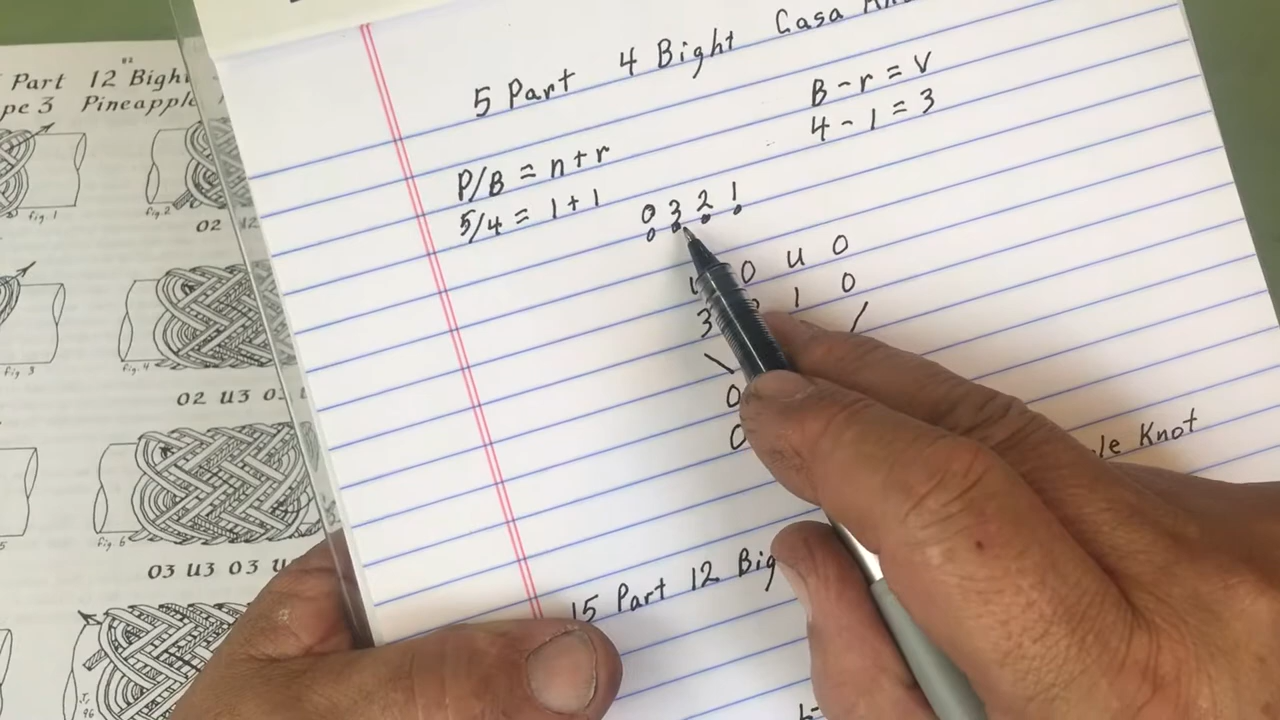 Part 12 Bight
pe 3 Pineapple
fig. 1
fig. 2
02
fig. 3
fig. 4
02 U3
fig. 6
03 U3 03 U
96
5 Part 4 Bight Casa
B - r = V
4 - 1 = 3
P/B = n + r
5/4 = 1 + 1
0 3 2 1
0 U 0
3 1 0
\ /
0
0
Knot
15 Part 12 Big